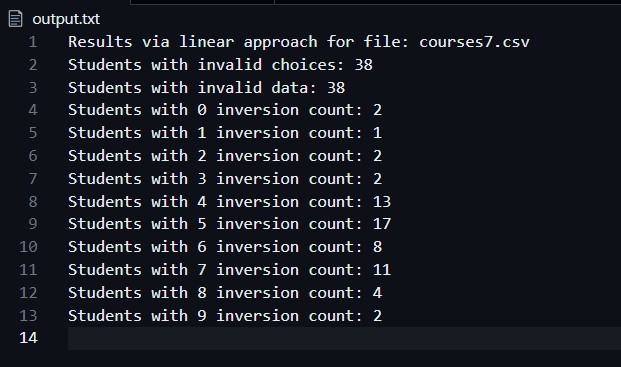 output.txt
1 Results via linear approach for file: courses7.csv
2 Students with invalid choices: 38
3 Students with invalid data: 38
4 Students with 0 inversion count: 2
5 Students with 1 inversion count: 1
6 Students with 2 inversion count: 2
7 Students with 3 inversion count: 2
8 Students with 4 inversion count: 13
9 Students with 5 inversion count: 17
10 Students with 6 inversion count: 8
11 Students with 7 inversion count: 11
12 Students with 8 inversion count: 4
13 Students with 9 inversion count: 2
14